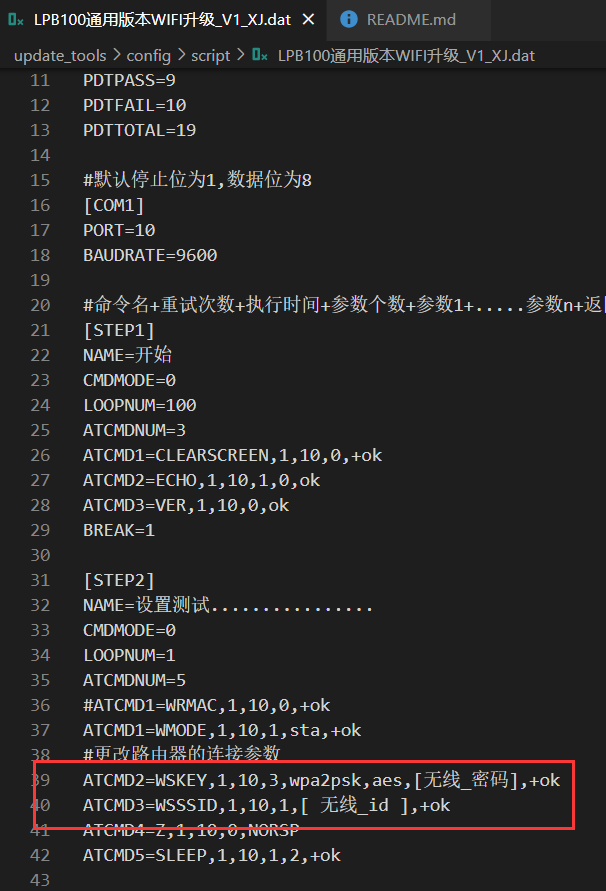 LPB100通用版本WIFI升级_V1_XJ.dat × README.md
update_tools > config > script > LPB100通用版本WIFI升级_V1_XJ.dat
11 PDTPASS=9
12 PDTFAIL=10
13 PDTTOTAL=19
14
15 #默认停止位为1,数据位为8
16 [COM1]
17 PORT=10
18 BAUDRATE=9600
19
20 #命令名+重试次数+执行时间+参数个数+参数1+.....参数n+返
21 [STEP1]
22 NAME=开始
23 CMDMODE=0
24 LOOPNUM=100
25 ATCMDNUM=3
26 ATCMD1=CLEARSCREEN,1,10,0,+ok
27 ATCMD2=ECHO,1,10,1,0,ok
28 ATCMD3=VER,1,10,0,ok
29 BREAK=1
30
31 [STEP2]
32 NAME=设置测试................
33 CMDMODE=0
34 LOOPNUM=1
35 ATCMDNUM=5
36 #ATCMD1=WRMAC,1,10,0,+ok
37 ATCMD1=WMODE,1,10,1,sta,+ok
38 #更改路由器的连接参数
39 ATCMD2=WSKEY,1,10,3,wpa2psk,aes,[无线_密码],+ok
40 ATCMD3=WSSSID,1,10,1,[ 无线_id ],+ok
41 ATCMD4=Z,1,10,0,NORSP
42 ATCMD5=SLEEP,1,10,1,2,+ok
43